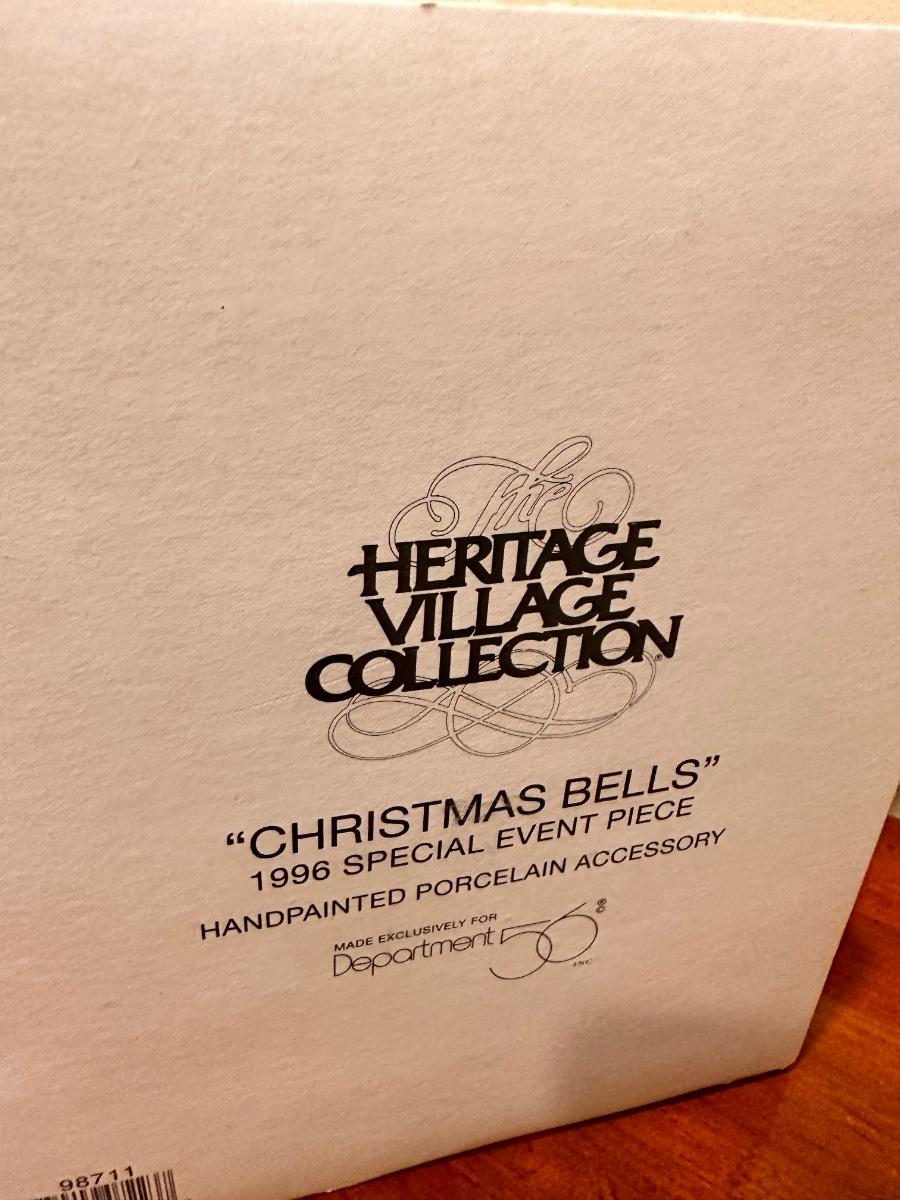 The
HERITAGE
VILLAGE
COLLECTION®
“CHRISTMAS BELLS”
1996 SPECIAL EVENT PIECE
HANDPAINTED PORCELAIN ACCESSORY
MADE EXCLUSIVELY FOR
Department 56®
INC.
98711